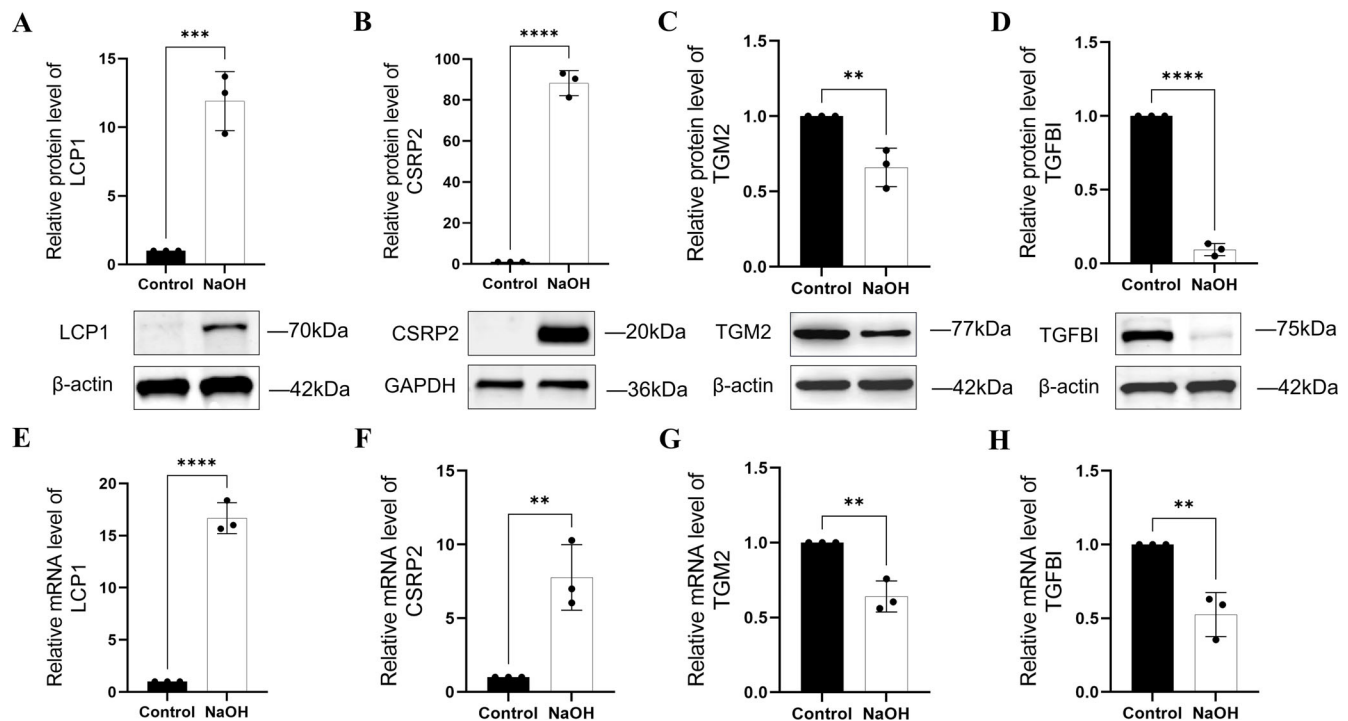 A
Relative protein level of
LCP1
15
10
5
0
***
Control NaOH
LCP1 —70kDa
β-actin —42kDa
B
Relative protein level of
CSRP2
100
80
60
40
20
0
****
Control NaOH
CSRP2 —20kDa
GAPDH —36kDa
C
Relative protein level of
TGM2
1.5
1.0
0.5
0.0
**
Control NaOH
TGM2 —77kDa
β-actin —42kDa
D
Relative protein level of
TGFBI
1.5
1.0
0.5
0.0
****
Control NaOH
TGFBI —75kDa
β-actin —42kDa
E
Relative mRNA level of
LCP1
20
15
10
5
0
****
Control NaOH
F
Relative mRNA level of
CSRP2
15
10
5
0
**
Control NaOH
G
Relative mRNA level of
TGM2
1.5
1.0
0.5
0.0
**
Control NaOH
H
Relative mRNA level of
TGFBI
1.5
1.0
0.5
0.0
**
Control NaOH